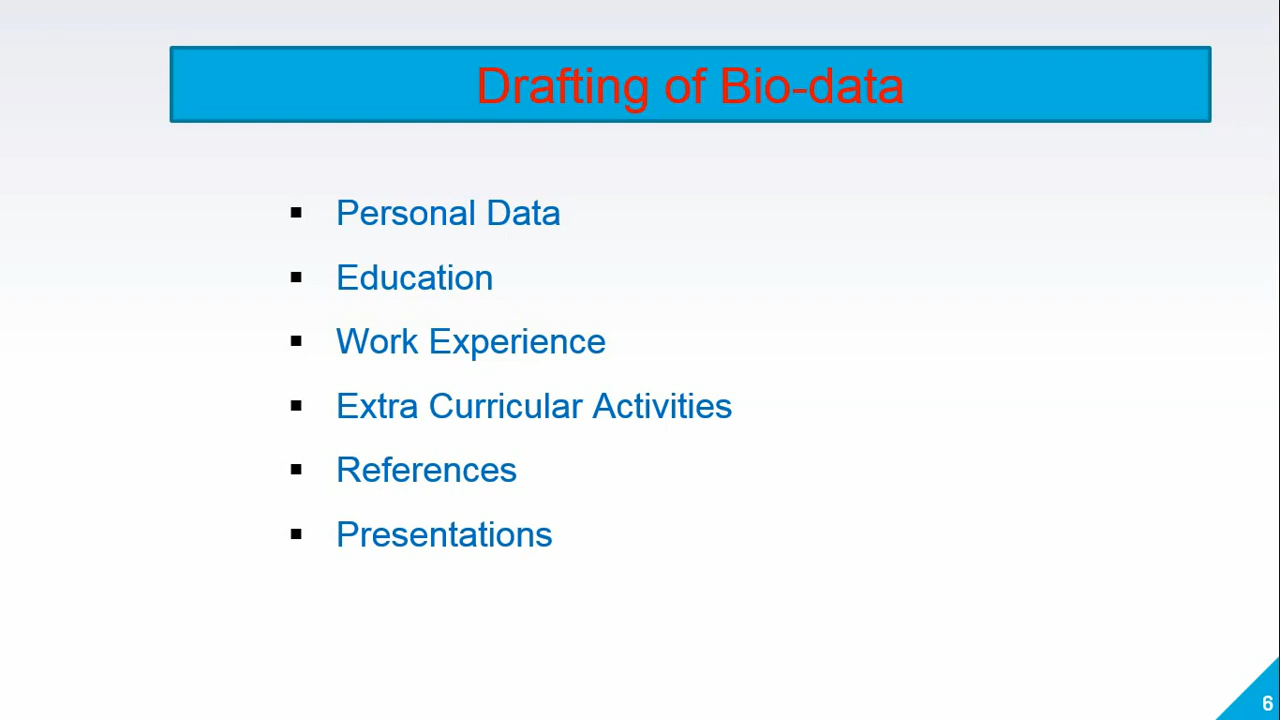 Drafting of Bio-data
▪ Personal Data
▪ Education
▪ Work Experience
▪ Extra Curricular Activities
▪ References
▪ Presentations
6